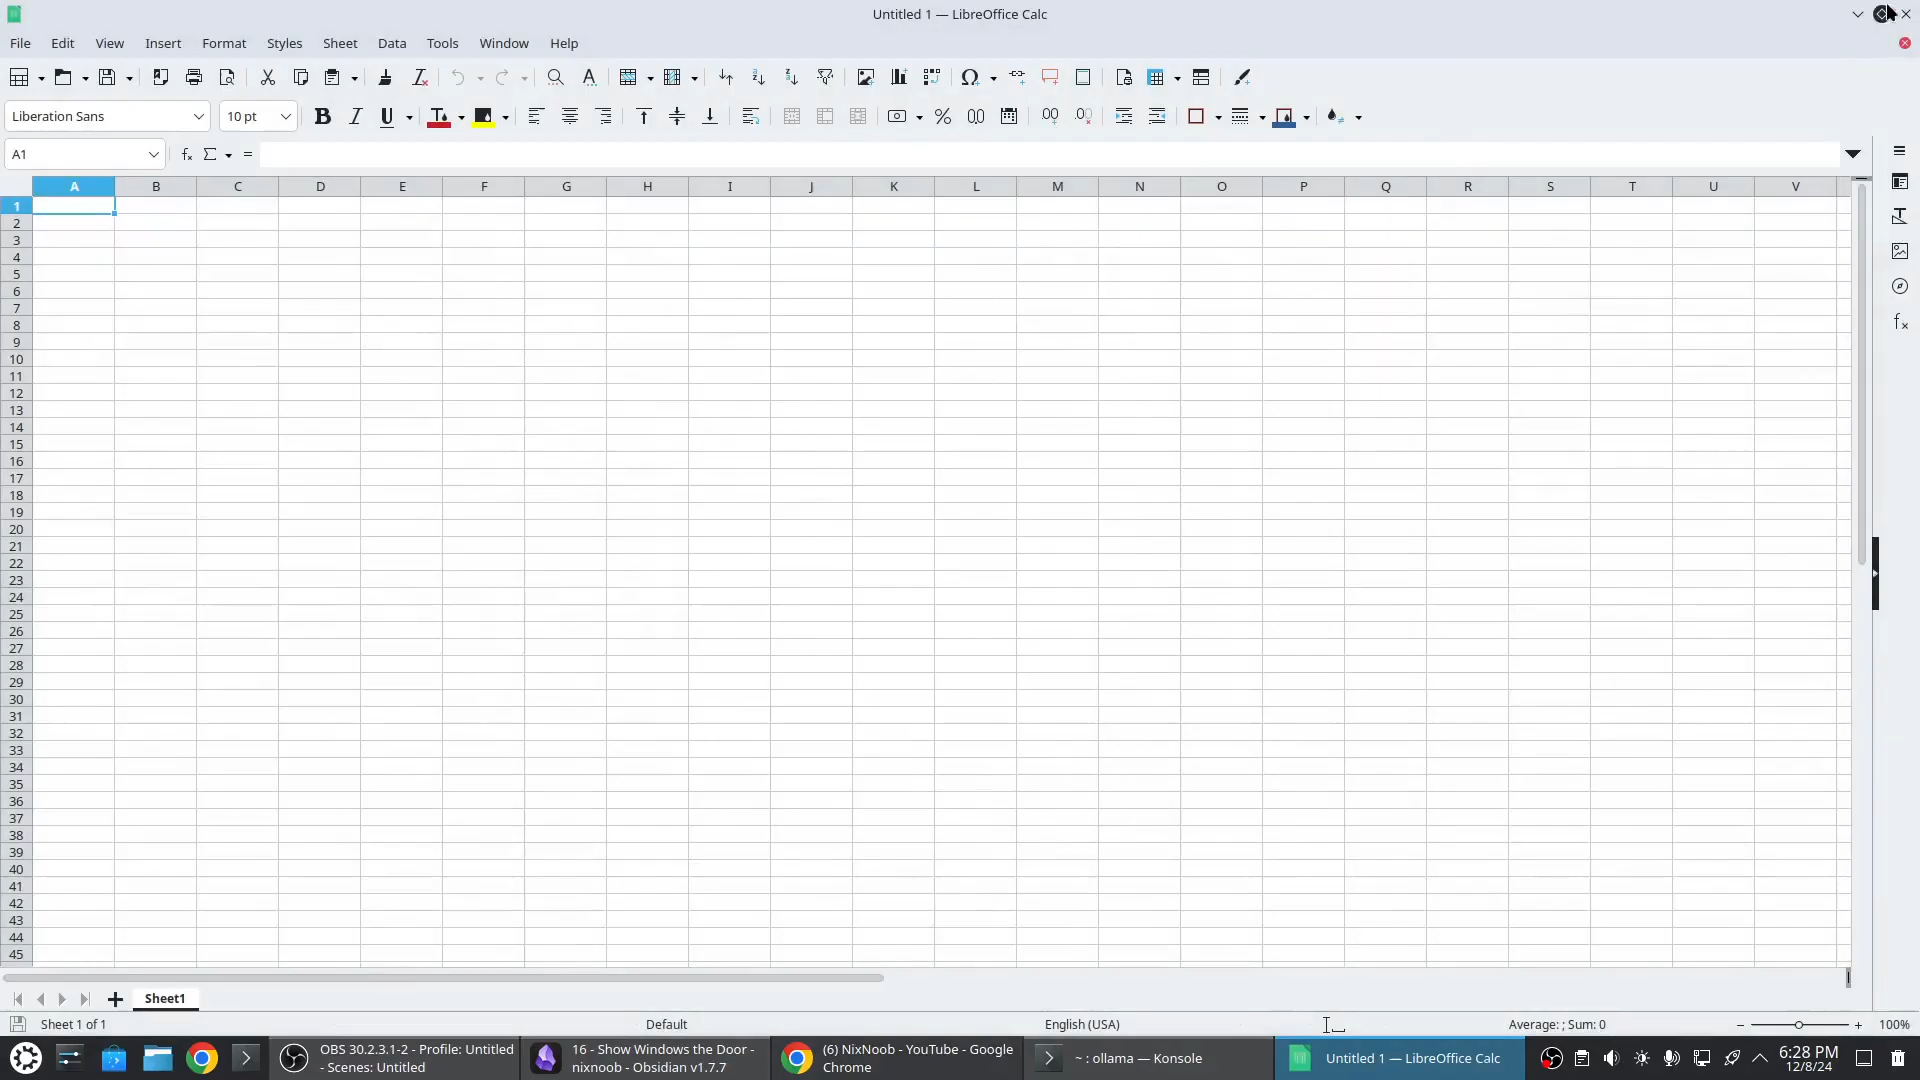 Untitled 1 — LibreOffice Calc
File Edit View Insert Format Styles Sheet Data Tools Window Help
Liberation Sans 10 pt
A1
A B C D E F G H I J K L M N O P Q R S T U V
1
2
3
4
5
6
7
8
9
10
11
12
13
14
15
16
17
18
19
20
21
22
23
24
25
26
27
28
29
30
31
32
33
34
35
36
37
38
39
40
41
42
43
44
45
Sheet1
Sheet 1 of 1 Default English (USA) Average: ; Sum: 0 100%
OBS 30.2.3.1-2 - Profile: Untitled
- Scenes: Untitled
16 - Show Windows the Door -
nixnoob - Obsidian v1.7.7
(6) NixNoob - YouTube - Google
Chrome
~ : ollama — Konsole
Untitled 1 — LibreOffice Calc
6:28 PM
12/8/24